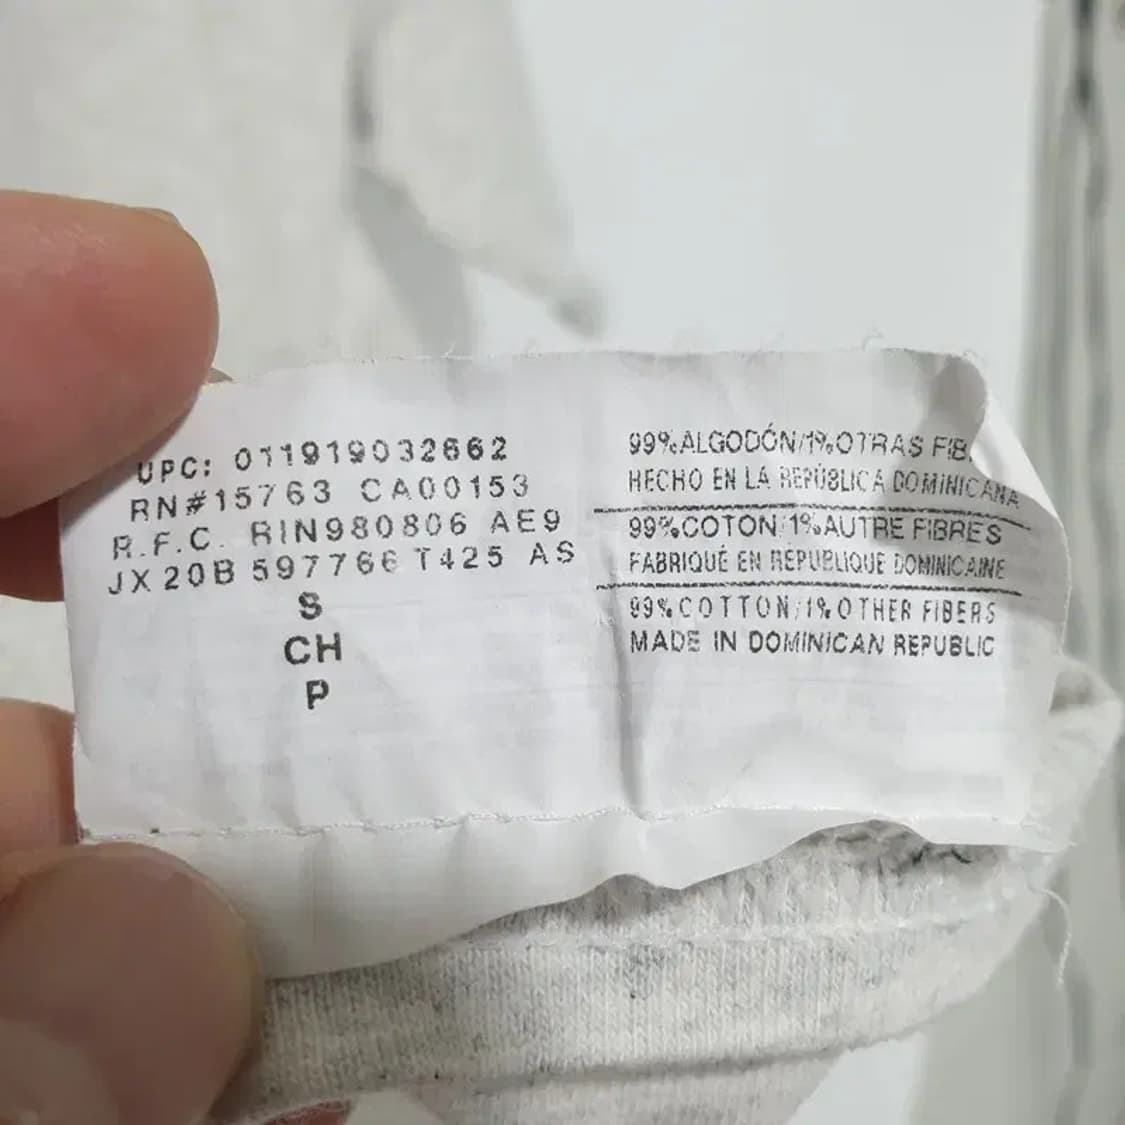 UPC: 011919032662
RN#15763 CA00153
R.F.C. RIN980806 AE9
JX20B 597766 T425 AS
S
CH
P
99%ALGODÓN/1%OTRAS
HECHO EN LA REPÚBLICA DOMINICANA
99%COTON/1%AUTRE FIBRES
FABRIQUÉ EN RÉPUBLIQUE DOMINICAINE
99%COTTON/1%OTHER FIBERS
MADE IN DOMINICAN REPUBLIC